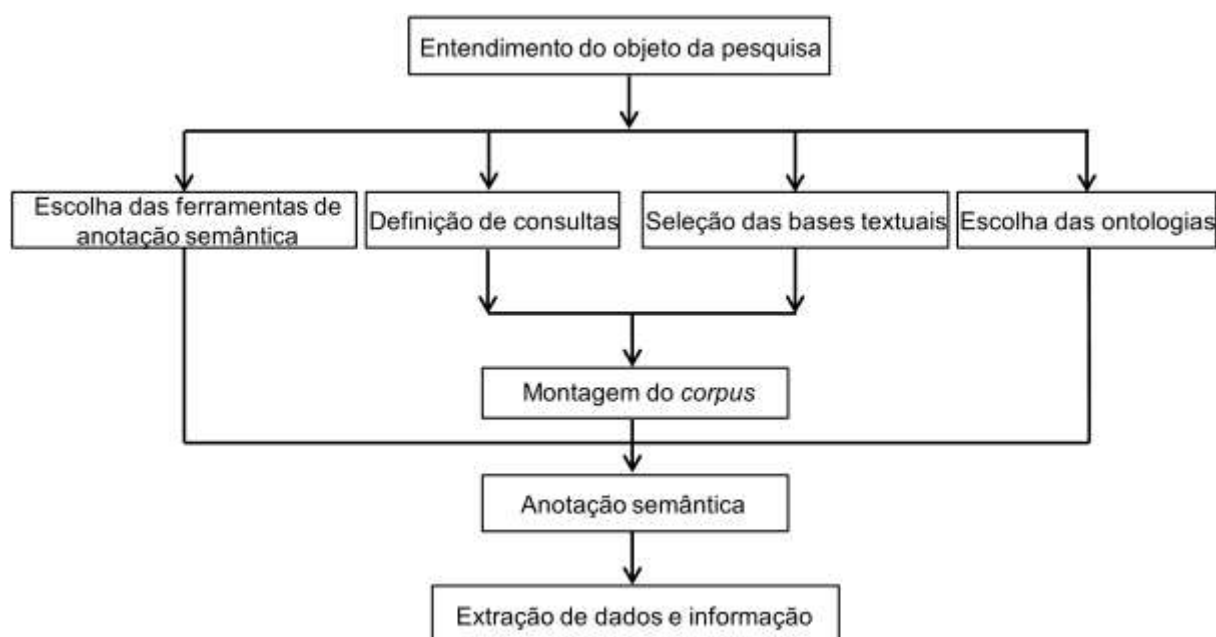 Entendimento do objeto da pesquisa
Escolha das ferramentas de
anotação semântica
Definição de consultas
Seleção das bases textuais
Escolha das ontologias
Montagem do corpus
Anotação semântica
Extração de dados e informação